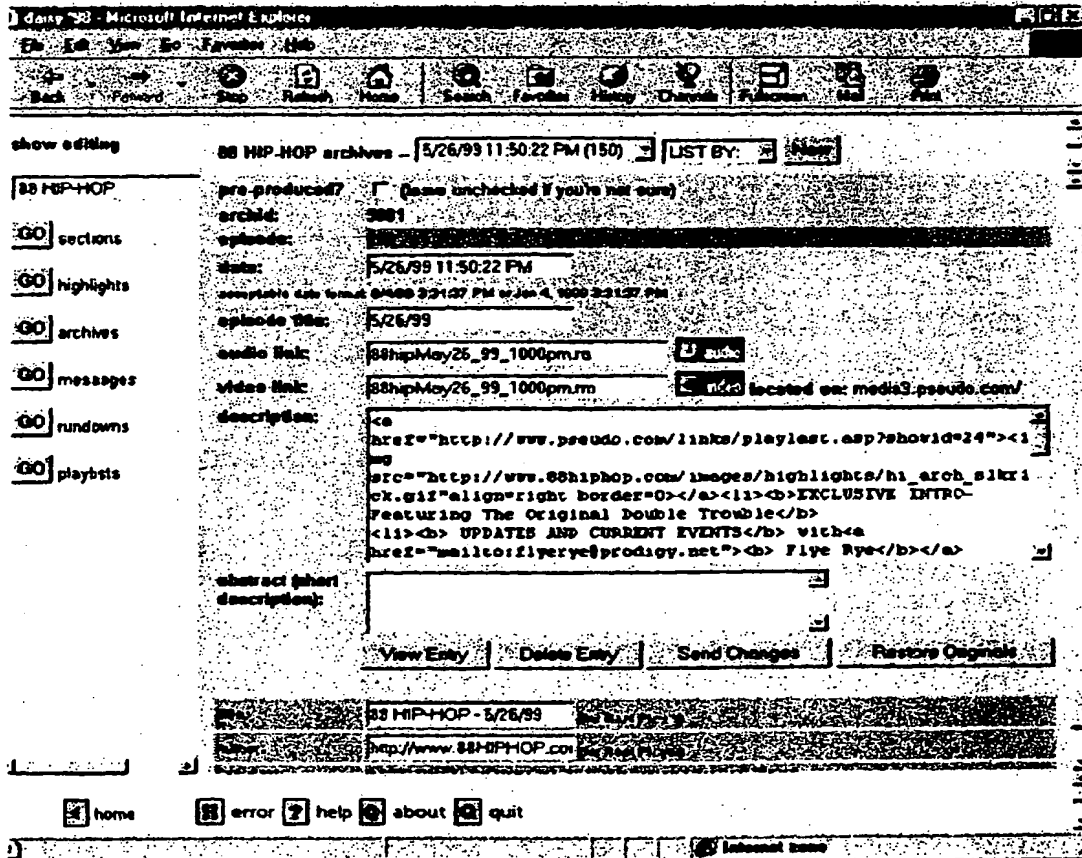 daisy '98 - Microsoft Internet Explorer
File Edit View Go Favorites Help
Back Forward Stop Refresh Home Search Favorites History Channels Fullscreen Mail Print
show editing
88 HIP-HOP archives - 5/26/99 11:50:22 PM (150) LIST BY: New
88 HIP-HOP
pre-produced? (leave unchecked if you're not sure)
archid:
GO sections
episode:
date: 5/26/99 11:50:22 PM
GO highlights
episode title: 5/26/99
GO archives
audio link: 88hipMay26_99_1000pm.ra audio
GO messages
video link: 88hipMay26_99_1000pm.rm video located on: media3.pseudo.com/
GO rundowns
description: <a
href="http://www.pseudo.com/links/playlast.asp?showid=24"><i
mg
GO playlists
src="http://www.88hiphop.com/images/highlights/hi_arch_slkri
ck.gif"align=right border=0></a><li><b>EXCLUSIVE INTRO-
Featuring The Original Double Trouble</b>
<li><b> UPDATES AND CURRENT EVENTS</b> with<a
href="mailto:flyerye@prodigy.net"><b> Flye Rye</b></a>
abstract (short
description):
View Entry Delete Entry Send Changes Restore Originals
88 HIP-HOP - 5/26/99
http://www.88HIPHOP.com
home error help about quit
Internet zone